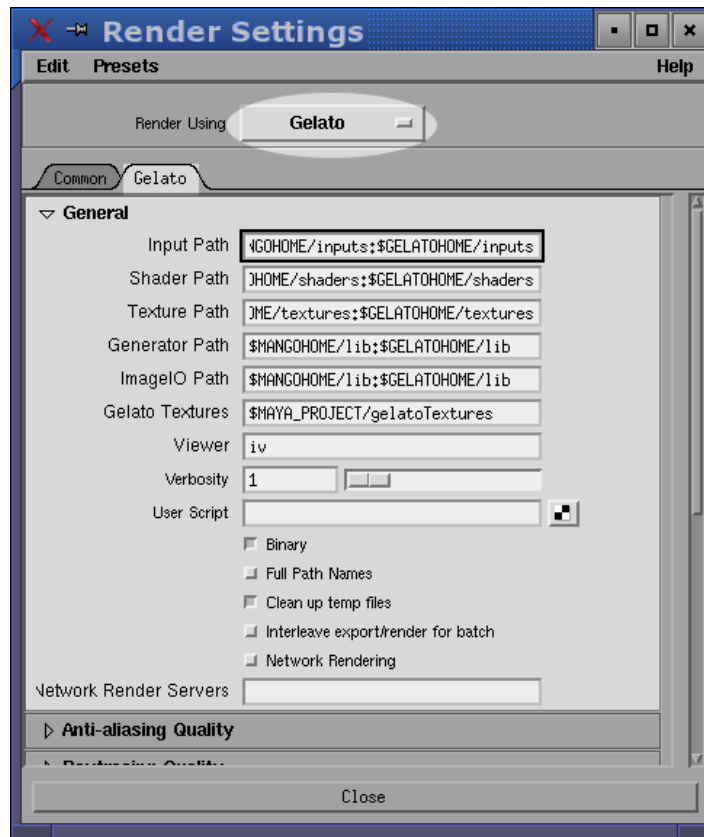 Render Settings
Edit Presets Help
Render Using Gelato
Common Gelato
General
Input Path NGOHOME/inputs:$GELATOHOME/inputs
Shader Path OHOME/shaders:$GELATOHOME/shaders
Texture Path OME/textures:$GELATOHOME/textures
Generator Path $MANGOHOME/lib:$GELATOHOME/lib
ImageIO Path $MANGOHOME/lib:$GELATOHOME/lib
Gelato Textures $MAYA_PROJECT/gelatoTextures
Viewer iv
Verbosity 1
User Script
Binary
Full Path Names
Clean up temp files
Interleave export/render for batch
Network Rendering
Network Render Servers
Anti-aliasing Quality
Raytracing Quality
Close